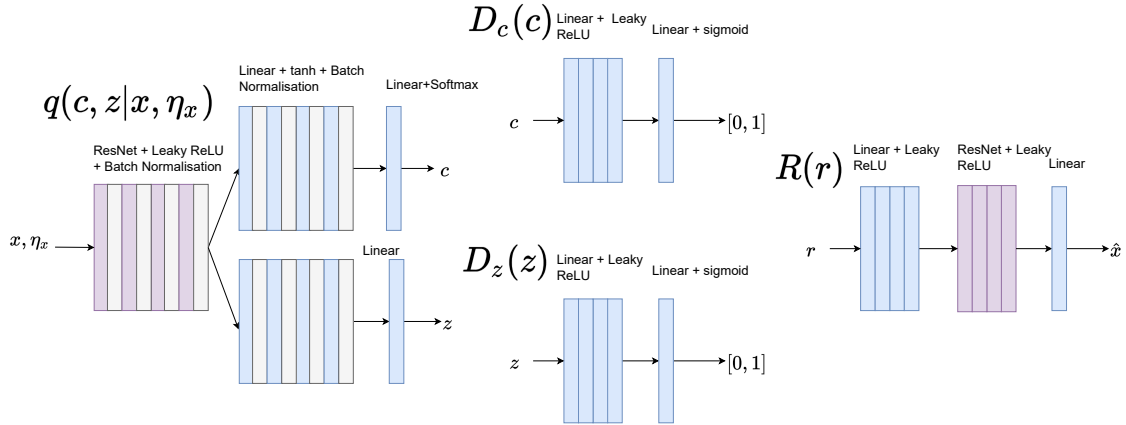 q(c, z|x, η_x)
ResNet + Leaky ReLU
+ Batch Normalisation
x, η_x
Linear + tanh + Batch
Normalisation
Linear+Softmax
c
Linear
z
D_c(c)
Linear + Leaky
ReLU
Linear + sigmoid
c
[0, 1]
D_z(z)
Linear + Leaky
ReLU
Linear + sigmoid
z
[0, 1]
R(r)
Linear + Leaky
ReLU
ResNet + Leaky
ReLU
Linear
r
x̂